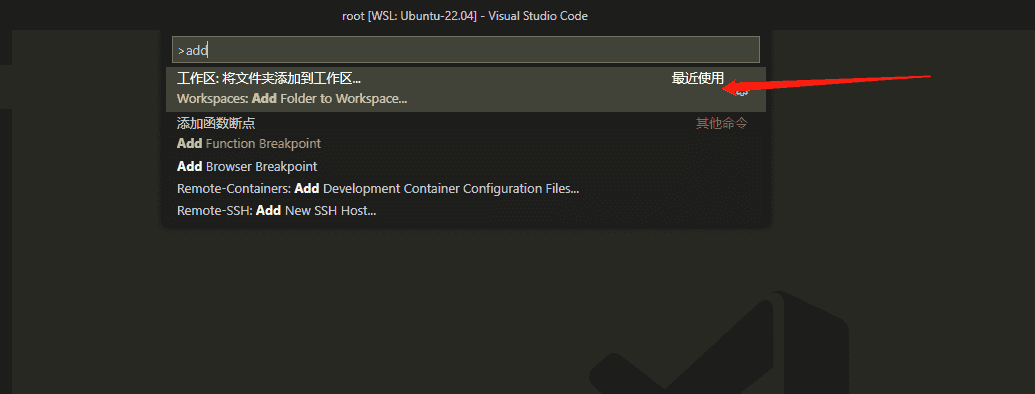 root [WSL: Ubuntu-22.04] - Visual Studio Code
>add
工作区: 将文件夹添加到工作区... 最近使用
Workspaces: Add Folder to Workspace...
添加函数断点 其他命令
Add Function Breakpoint
Add Browser Breakpoint
Remote-Containers: Add Development Container Configuration Files...
Remote-SSH: Add New SSH Host...